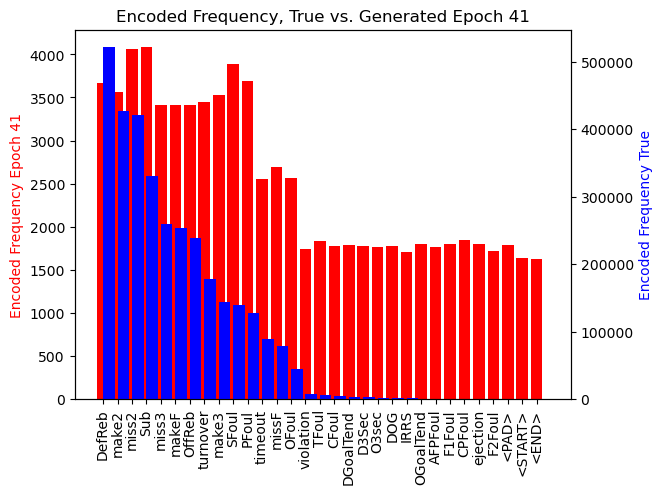 Encoded Frequency, True vs. Generated Epoch 41
4000
3500
3000
2500
2000
1500
1000
500
0
Encoded Frequency Epoch 41
500000
400000
300000
200000
100000
0
Encoded Frequency True
DefReb
make2
miss2
Sub
miss3
makeF
OffReb
turnover
make3
SFoul
PFoul
timeout
missF
OFoul
violation
TFoul
CFoul
DGoalTend
D3Sec
O3sec
DOG
IRRS
OGoalTend
AFPFoul
F1Foul
CPFoul
ejection
F2Foul
<PAD>
<START>
<END>